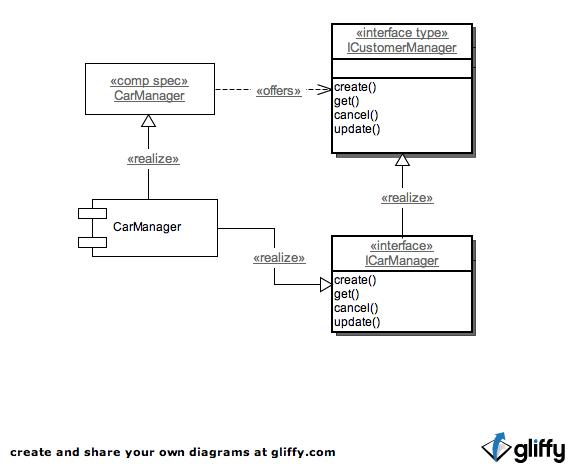 «interface type»
ICustomerManager
create()
get()
cancel()
update()
«comp spec»
CarManager
«offers»
«realize»
«realize»
CarManager
«realize»
«interface»
ICarManager
create()
get()
cancel()
update()
create and share your own diagrams at gliffy.com
gliffy